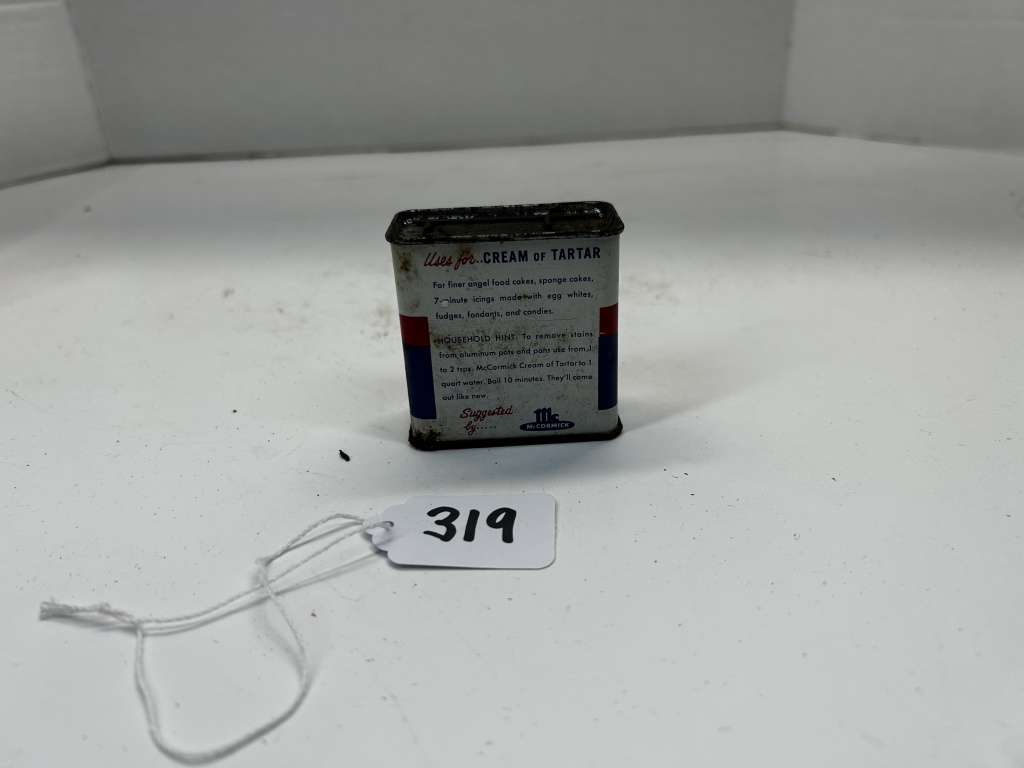 Uses for..CREAM OF TARTAR
For finer angel food cakes, sponge cakes,
7-minute icings made with egg whites,
fudges, fondants, and candies.
HOUSEHOLD HINT: To remove stains
from aluminum pots and pans use from 1
to 2 tsps. McCormick Cream of Tartar to 1
quart water. Boil 10 minutes. They'll come
out like new.
Suggested
by.....
Mc
McCORMICK
319